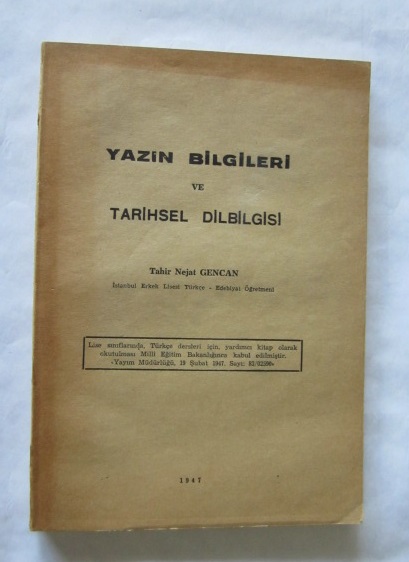 YAZIN BİLGİLERİ
VE
TARİHSEL DİLBİLGİSİ
Tahir Nejat GENCAN
İstanbul Erkek Lisesi Türkçe - Edebiyat Öğretmeni
Lise sınıflarında, Türkçe dersleri için, yardımcı kitap olarak
okutulması Milli Eğitim Bakanlığınca kabul edilmiştir.
«Yayım Müdürlüğü, 19 Şubat 1947, Sayı:
1947